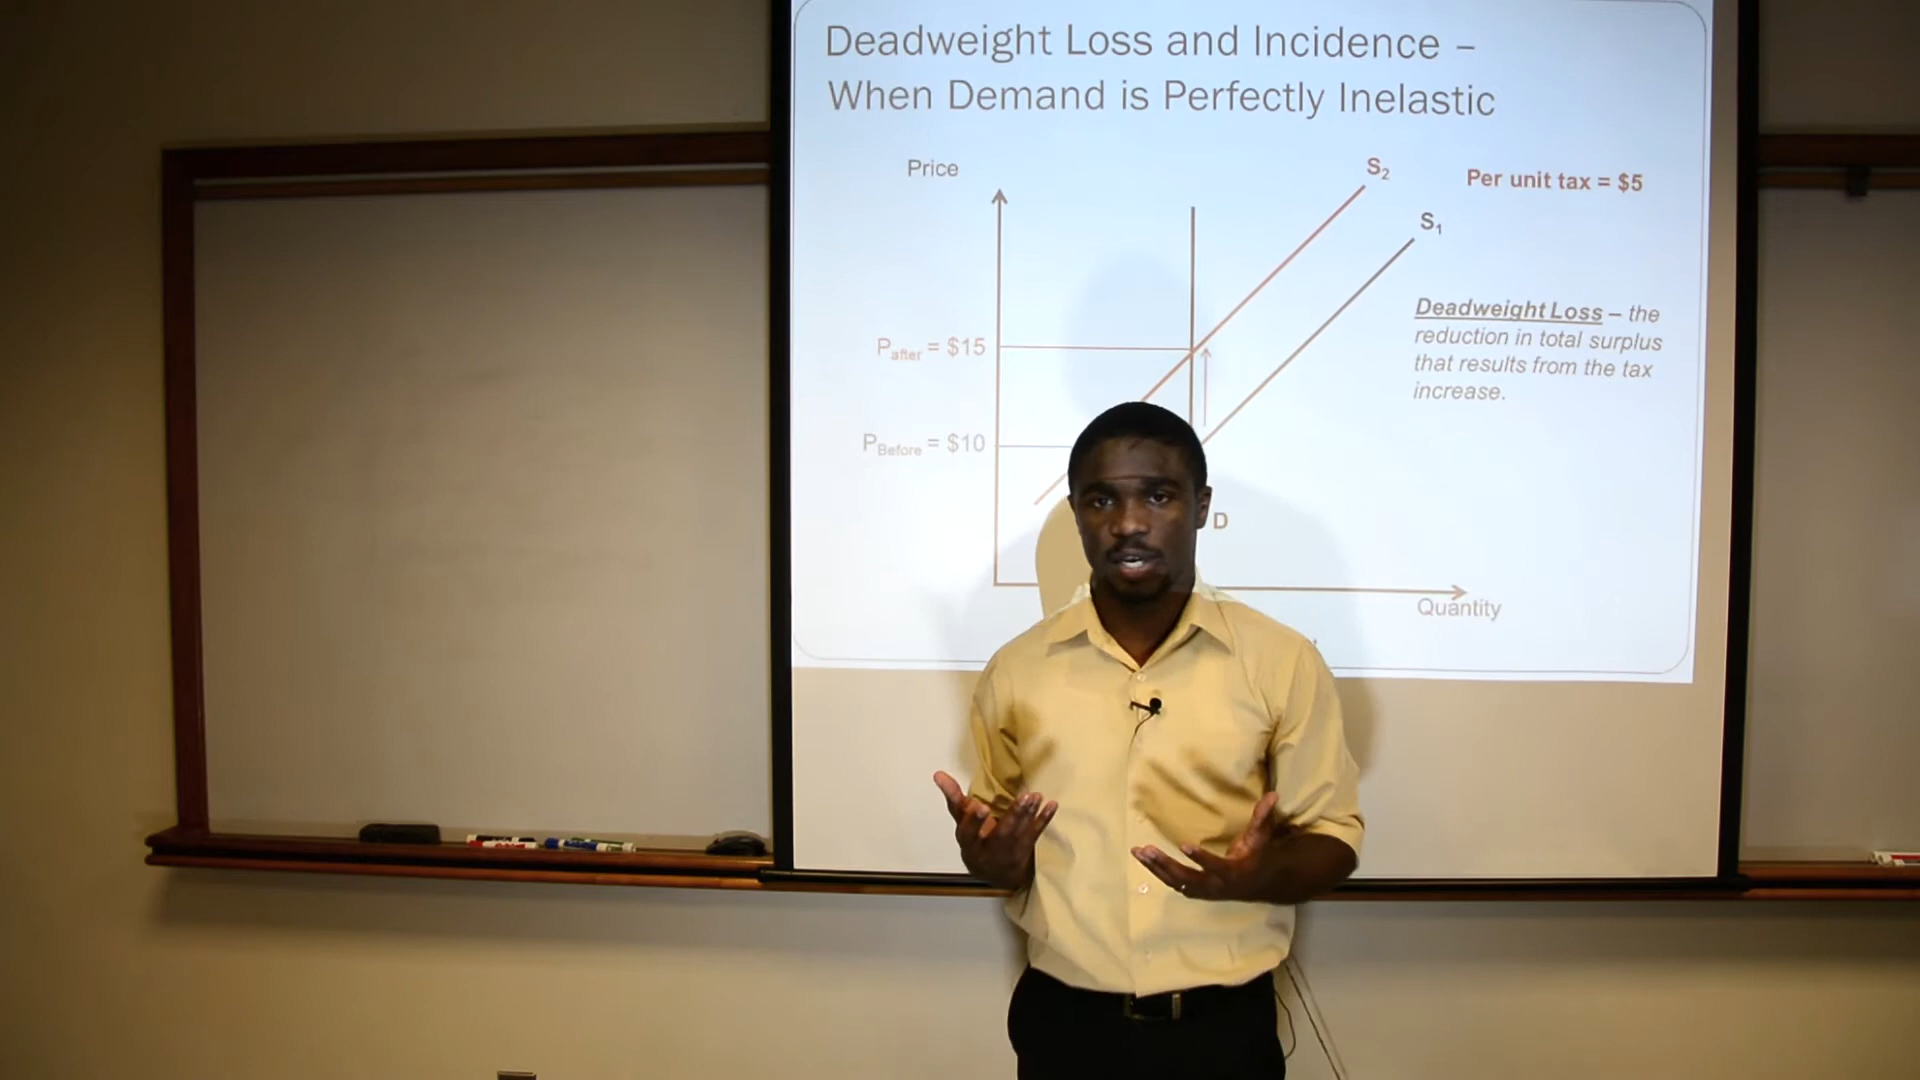 Deadweight Loss and Incidence –
When Demand is Perfectly Inelastic
Price
S2
Per unit tax = $5
S1
Deadweight Loss – the
reduction in total surplus
that results from the tax
increase.
Pafter = $15
PBefore = $10
D
Quantity